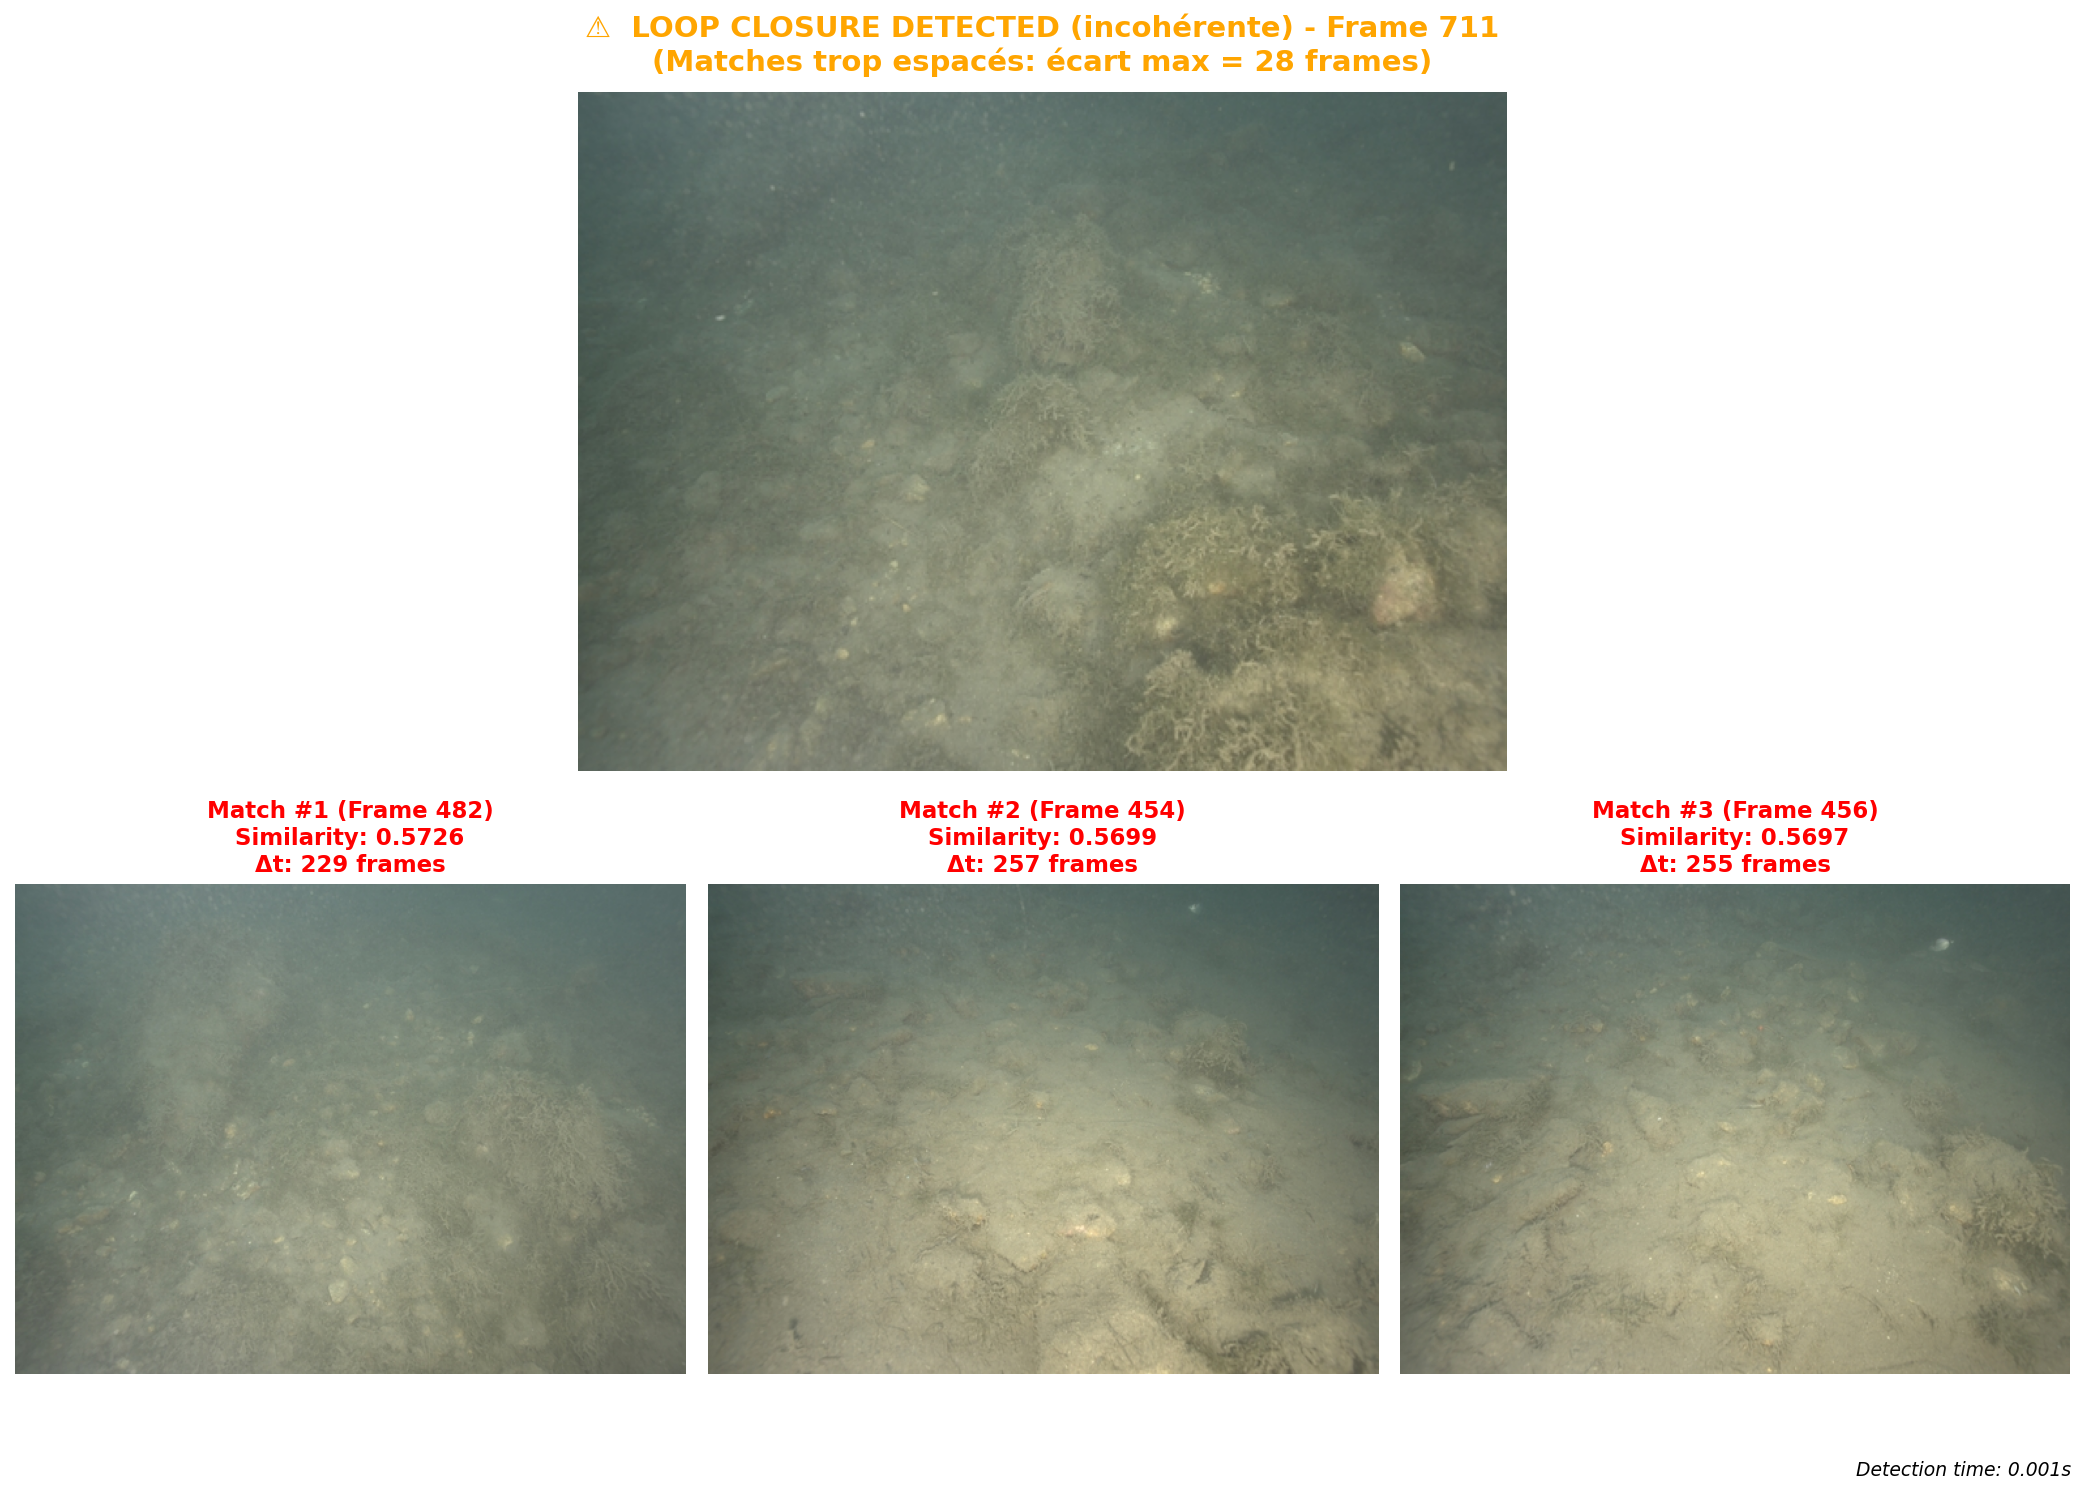 ⚠ LOOP CLOSURE DETECTED (incohérente) - Frame 711
(Matches trop espacés: écart max = 28 frames)
Match #1 (Frame 482)
Similarity: 0.5726
Δt: 229 frames
Match #2 (Frame 454)
Similarity: 0.5699
Δt: 257 frames
Match #3 (Frame 456)
Similarity: 0.5697
Δt: 255 frames
Detection time: 0.001s